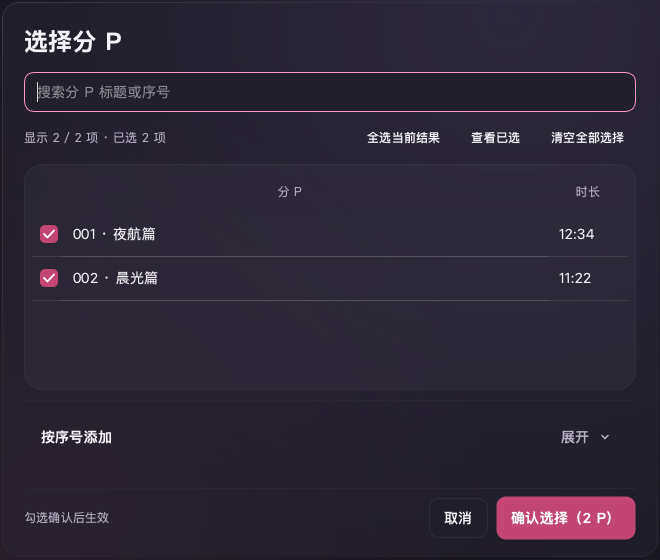 选择分 P
搜索分 P 标题或序号
显示 2 / 2 项 · 已选 2 项 全选当前结果 查看已选 清空全部选择
分 P 时长
001 · 夜航篇 12:34
002 · 晨光篇 11:22
按序号添加 展开
勾选确认后生效 取消 确认选择（2 P）